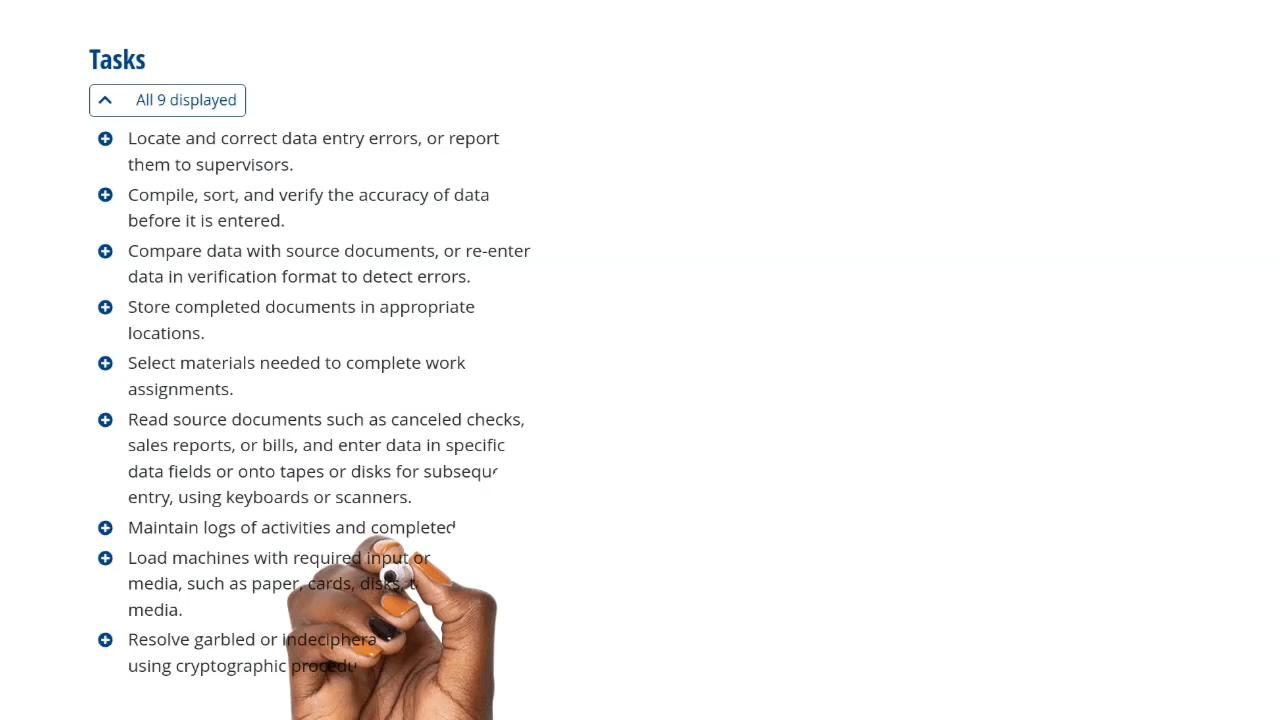 Tasks
All 9 displayed
Locate and correct data entry errors, or report
them to supervisors.
Compile, sort, and verify the accuracy of data
before it is entered.
Compare data with source documents, or re-enter
data in verification format to detect errors.
Store completed documents in appropriate
locations.
Select materials needed to complete work
assignments.
Read source documents such as canceled checks,
sales reports, or bills, and enter data in specific
data fields or onto tapes or disks for
entry, using keyboards or scanners.
Maintain logs of activities and completed
Load machines with required input or
media, such as paper, cards, disks,
media.
Resolve garbled or
using cryptographic